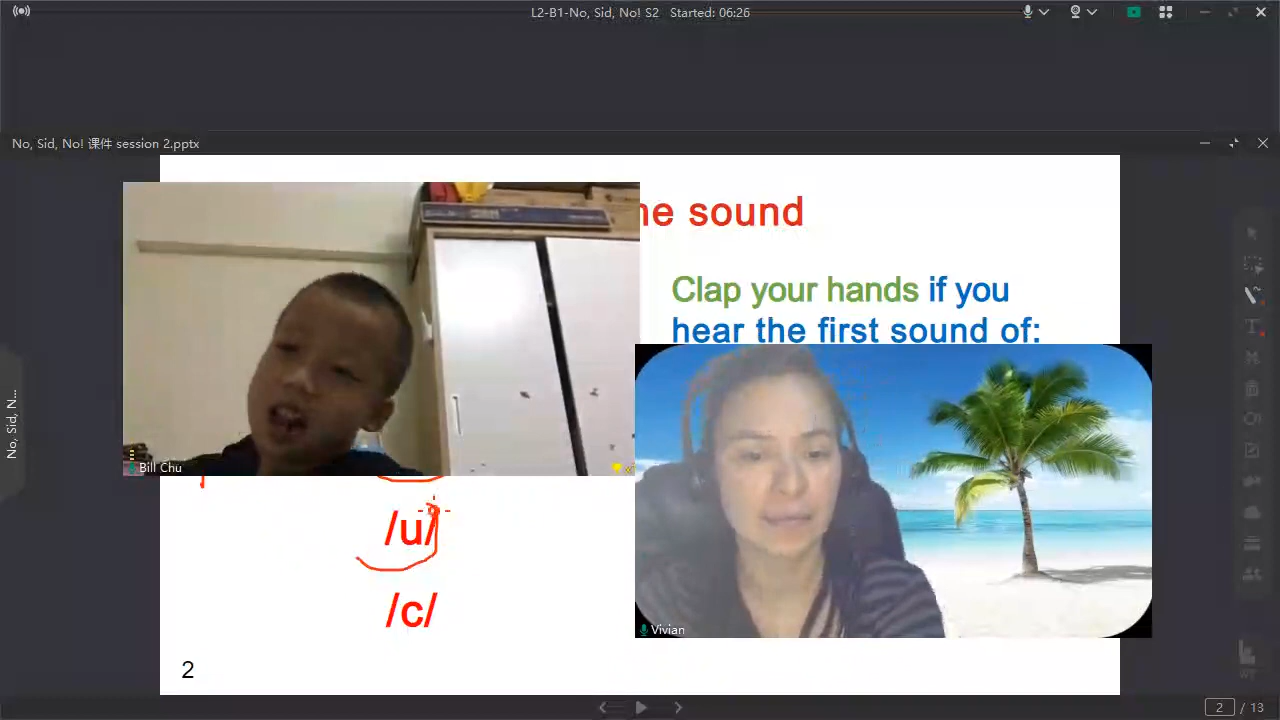 L2-B1-No, Sid, No! S2 Started: 06:26
No, Sid, No! 课件 session 2.pptx
he sound
Clap your hands if you
hear the first sound of:
No, Sid, N...
Bill Chu
/u/
/c/
Vivian
2
2 / 13